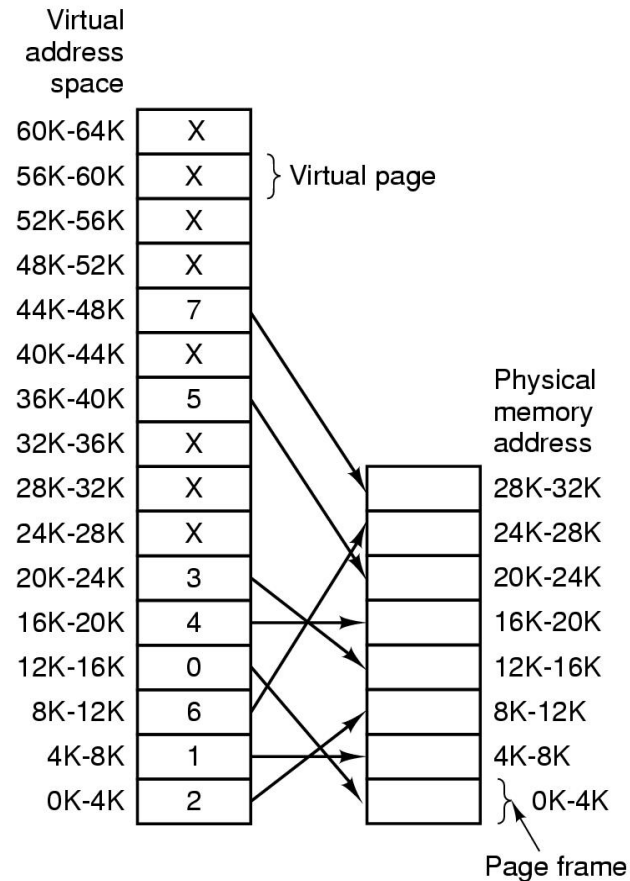 Virtual
address
space
60K-64K X
56K-60K X Virtual page
52K-56K X
48K-52K X
44K-48K 7
40K-44K X
36K-40K 5
32K-36K X
28K-32K X
24K-28K X
20K-24K 3
16K-20K 4
12K-16K 0
8K-12K 6
4K-8K 1
0K-4K 2
Physical
memory
address
28K-32K
24K-28K
20K-24K
16K-20K
12K-16K
8K-12K
4K-8K
0K-4K
Page frame